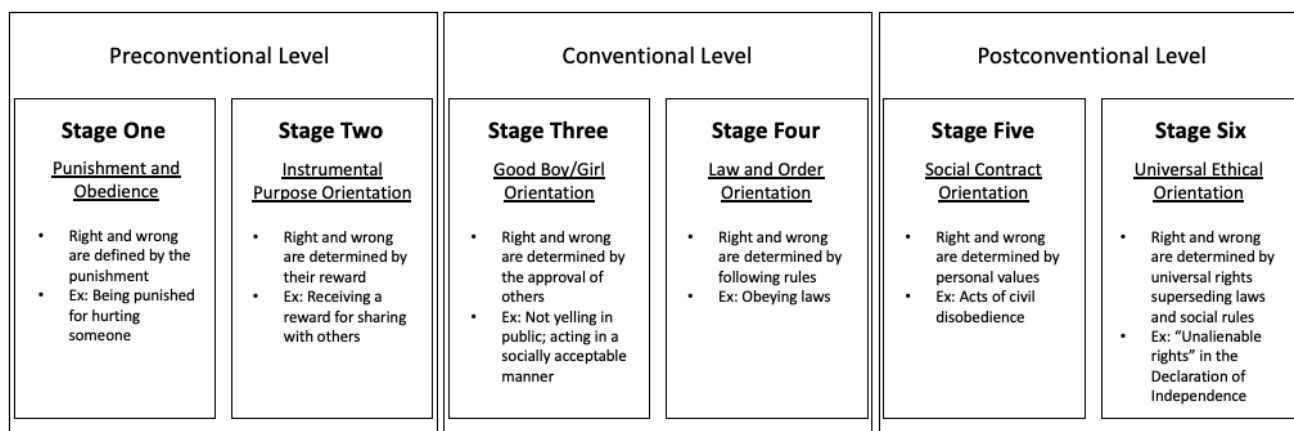 Preconventional Level
Stage One
Punishment and
Obedience
• Right and wrong
are defined by the
punishment
• Ex: Being punished
for hurting
someone
Stage Two
Instrumental
Purpose Orientation
• Right and wrong
are determined by
their reward
• Ex: Receiving a
reward for sharing
with others
Conventional Level
Stage Three
Good Boy/Girl
Orientation
• Right and wrong
are determined by
the approval of
others
• Ex: Not yelling in
public; acting in a
socially acceptable
manner
Stage Four
Law and Order
Orientation
• Right and wrong
are determined by
following rules
• Ex: Obeying laws
Postconventional Level
Stage Five
Social Contract
Orientation
• Right and wrong
are determined by
personal values
• Ex: Acts of civil
disobedience
Stage Six
Universal Ethical
Orientation
• Right and wrong
are determined by
universal rights
superseding laws
and social rules
• Ex: “Unalienable
rights” in the
Declaration of
Independence